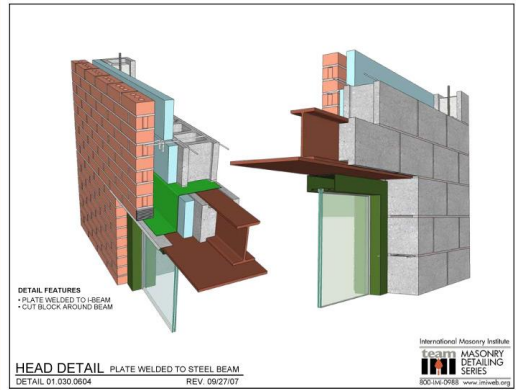 DETAIL FEATURES
• PLATE WELDED TO I-BEAM
• CUT BLOCK AROUND BEAM
HEAD DETAIL PLATE WELDED TO STEEL BEAM
DETAIL 01.030.0604 REV. 09/27/07
International Masonry Institute
team MASONRY
DETAILING
SERIES
800-IMI-0988 www.imiweb.org